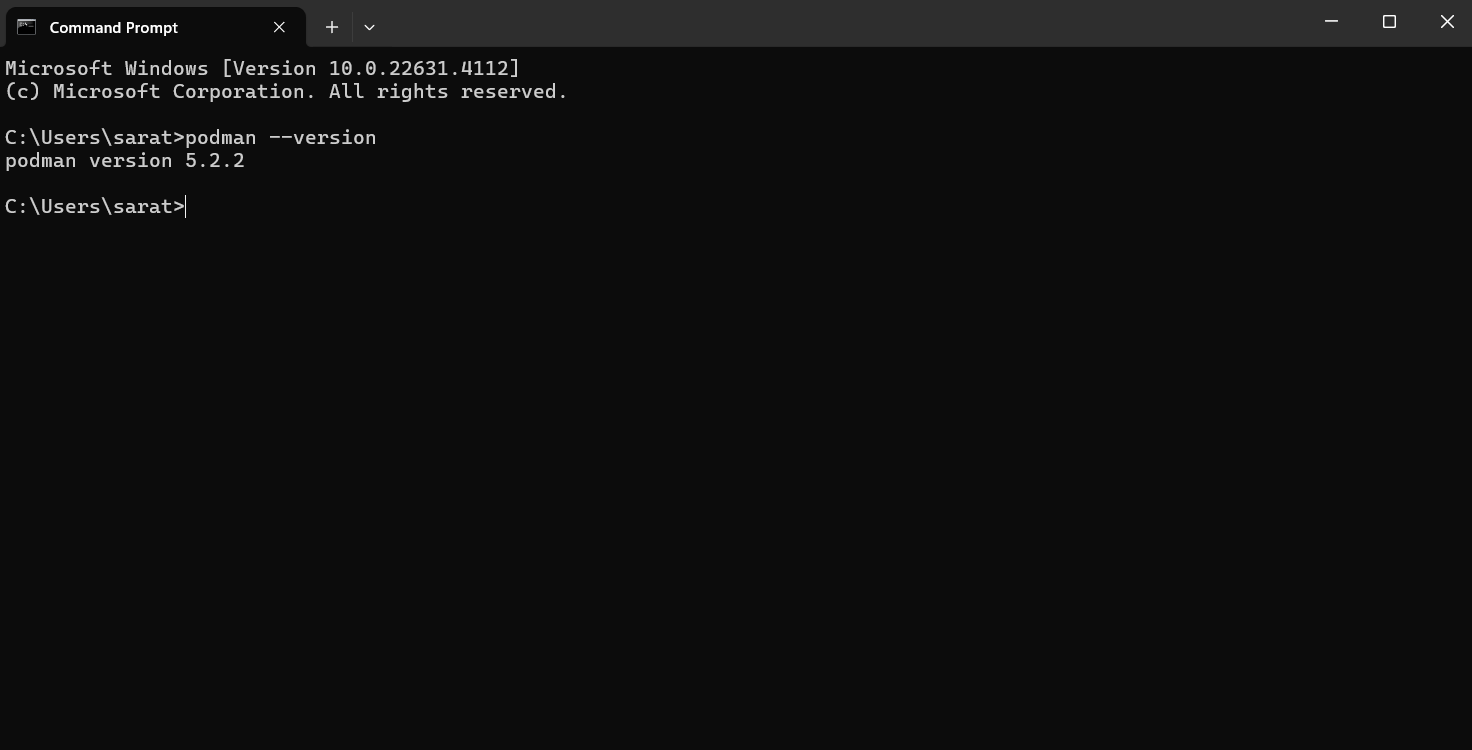 Command Prompt
Microsoft Windows [Version 10.0.22631.4112]
(c) Microsoft Corporation. All rights reserved.
C:\Users\sarat>podman --version
podman version 5.2.2
C:\Users\sarat>